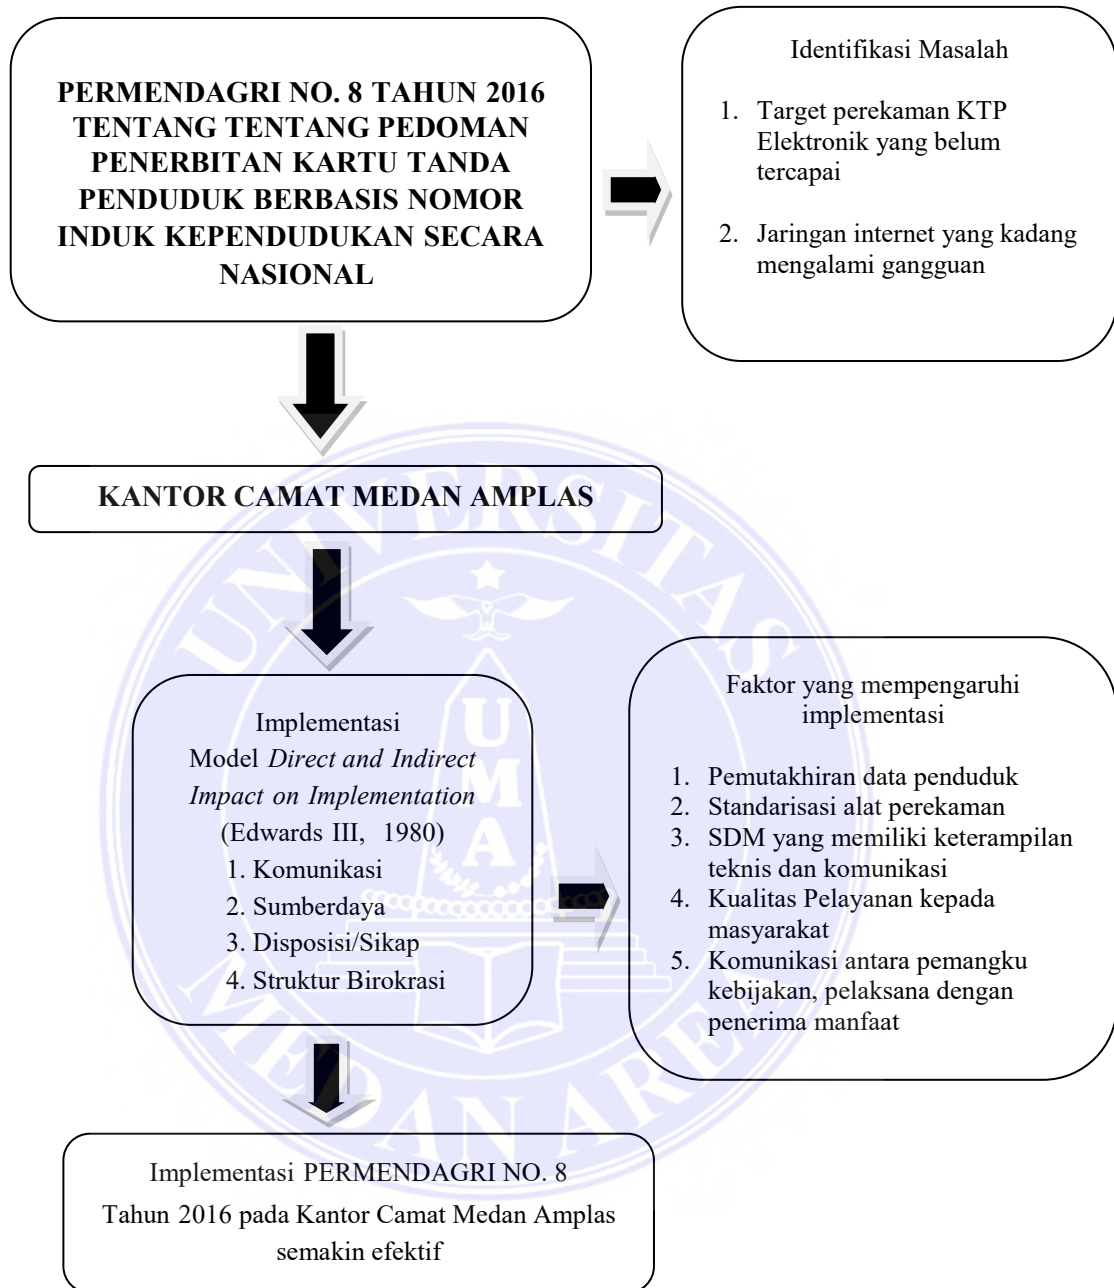 PERMENDAGRI NO. 8 TAHUN 2016
TENTANG TENTANG PEDOMAN
PENERBITAN KARTU TANDA
PENDUDUK BERBASIS NOMOR
INDUK KEPENDUDUKAN SECARA
NASIONAL
Identifikasi Masalah
1. Target perekaman KTP
Elektronik yang belum
tercapai
2. Jaringan internet yang kadang
mengalami gangguan
KANTOR CAMAT MEDAN AMPLAS
Implementasi
Model Direct and Indirect
Impact on Implementation
(Edwards III, 1980)
1. Komunikasi
2. Sumberdaya
3. Disposisi/Sikap
4. Struktur Birokrasi
Faktor yang mempengaruhi
implementasi
1. Pemutakhiran data penduduk
2. Standarisasi alat perekaman
3. SDM yang memiliki keterampilan
teknis dan komunikasi
4. Kualitas Pelayanan kepada
masyarakat
5. Komunikasi antara pemangku
kebijakan, pelaksana dengan
penerima manfaat
Implementasi PERMENDAGRI NO. 8
Tahun 2016 pada Kantor Camat Medan Amplas
semakin efektif
UNIVERSITAS
UMA
MEDAN AREA